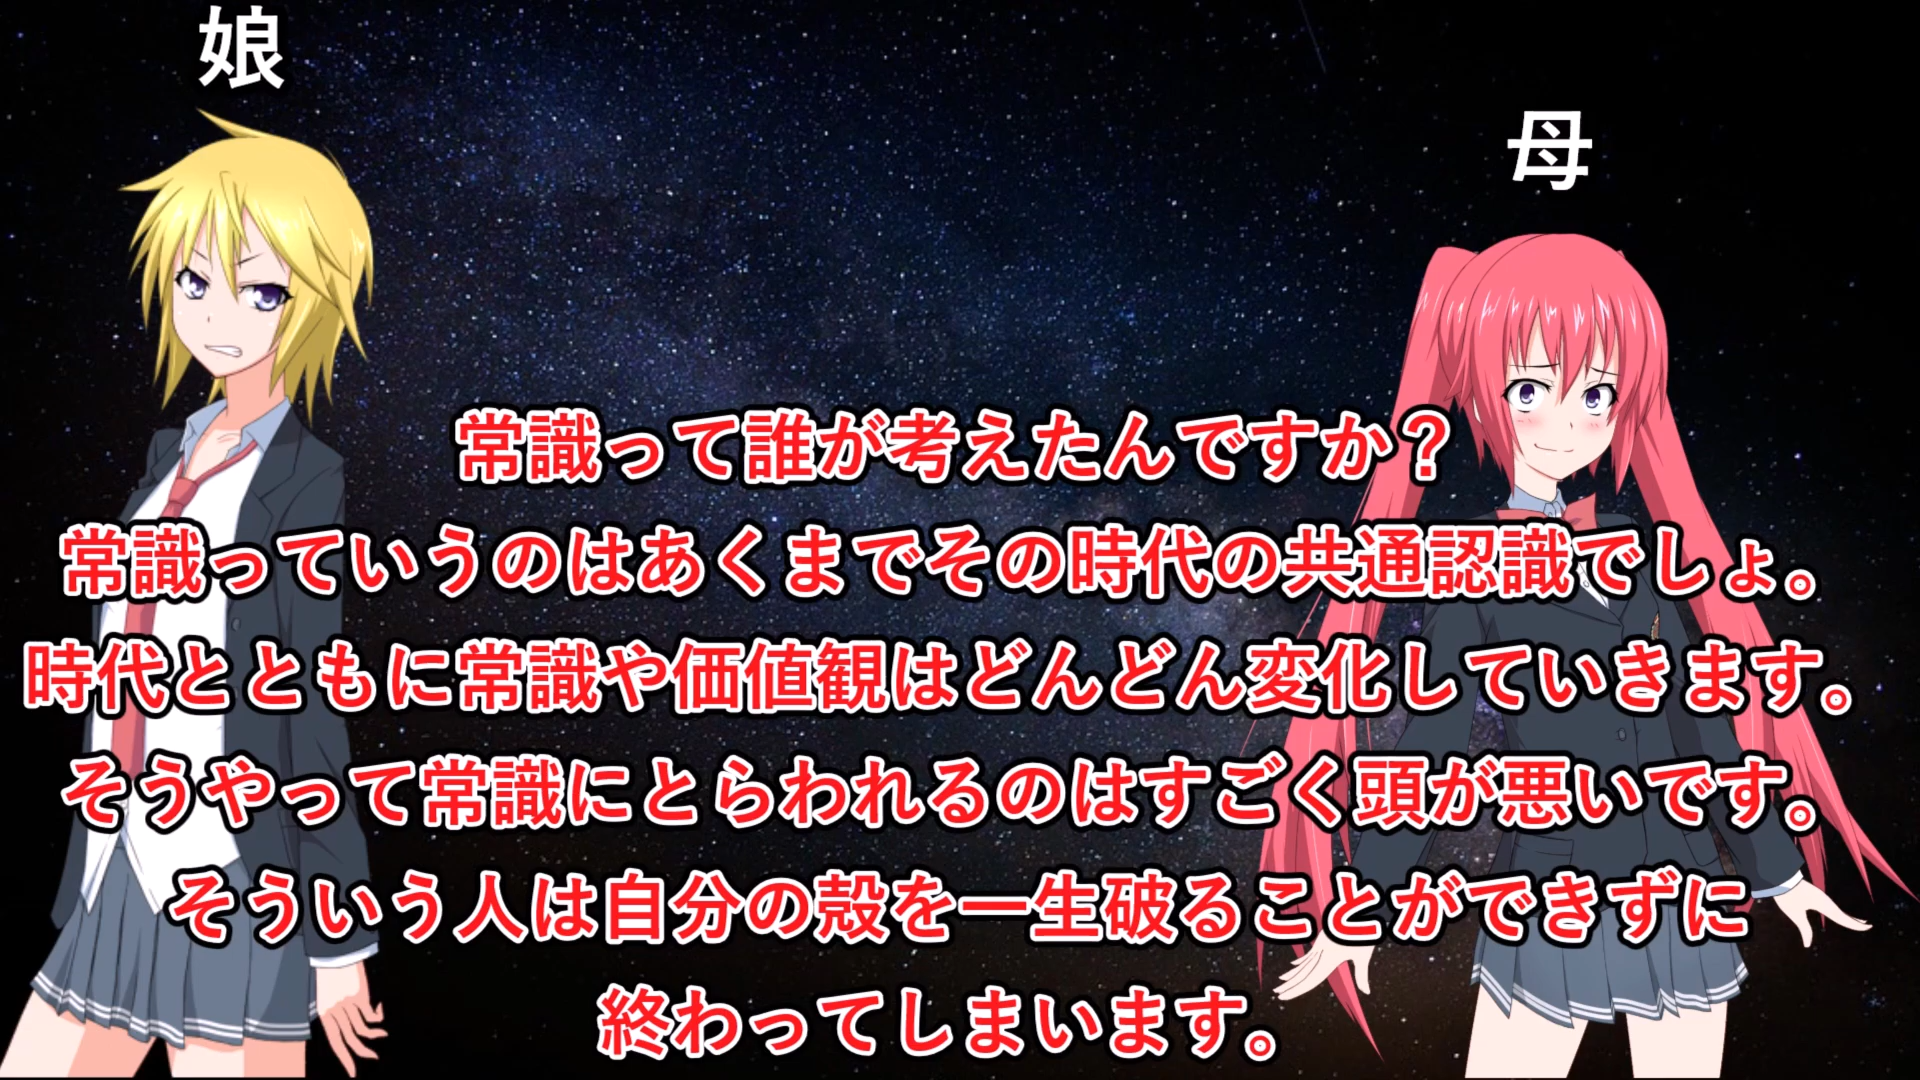 娘
母
常識って誰が考えたんですか？
常識っていうのはあくまでその時代の共通認識でしょ。
時代とともに常識や価値観はどんどん変化していきます。
そうやって常識にとらわれるのはすごく頭が悪いです。
そういう人は自分の殻を一生破ることができずに
終わってしまいます。